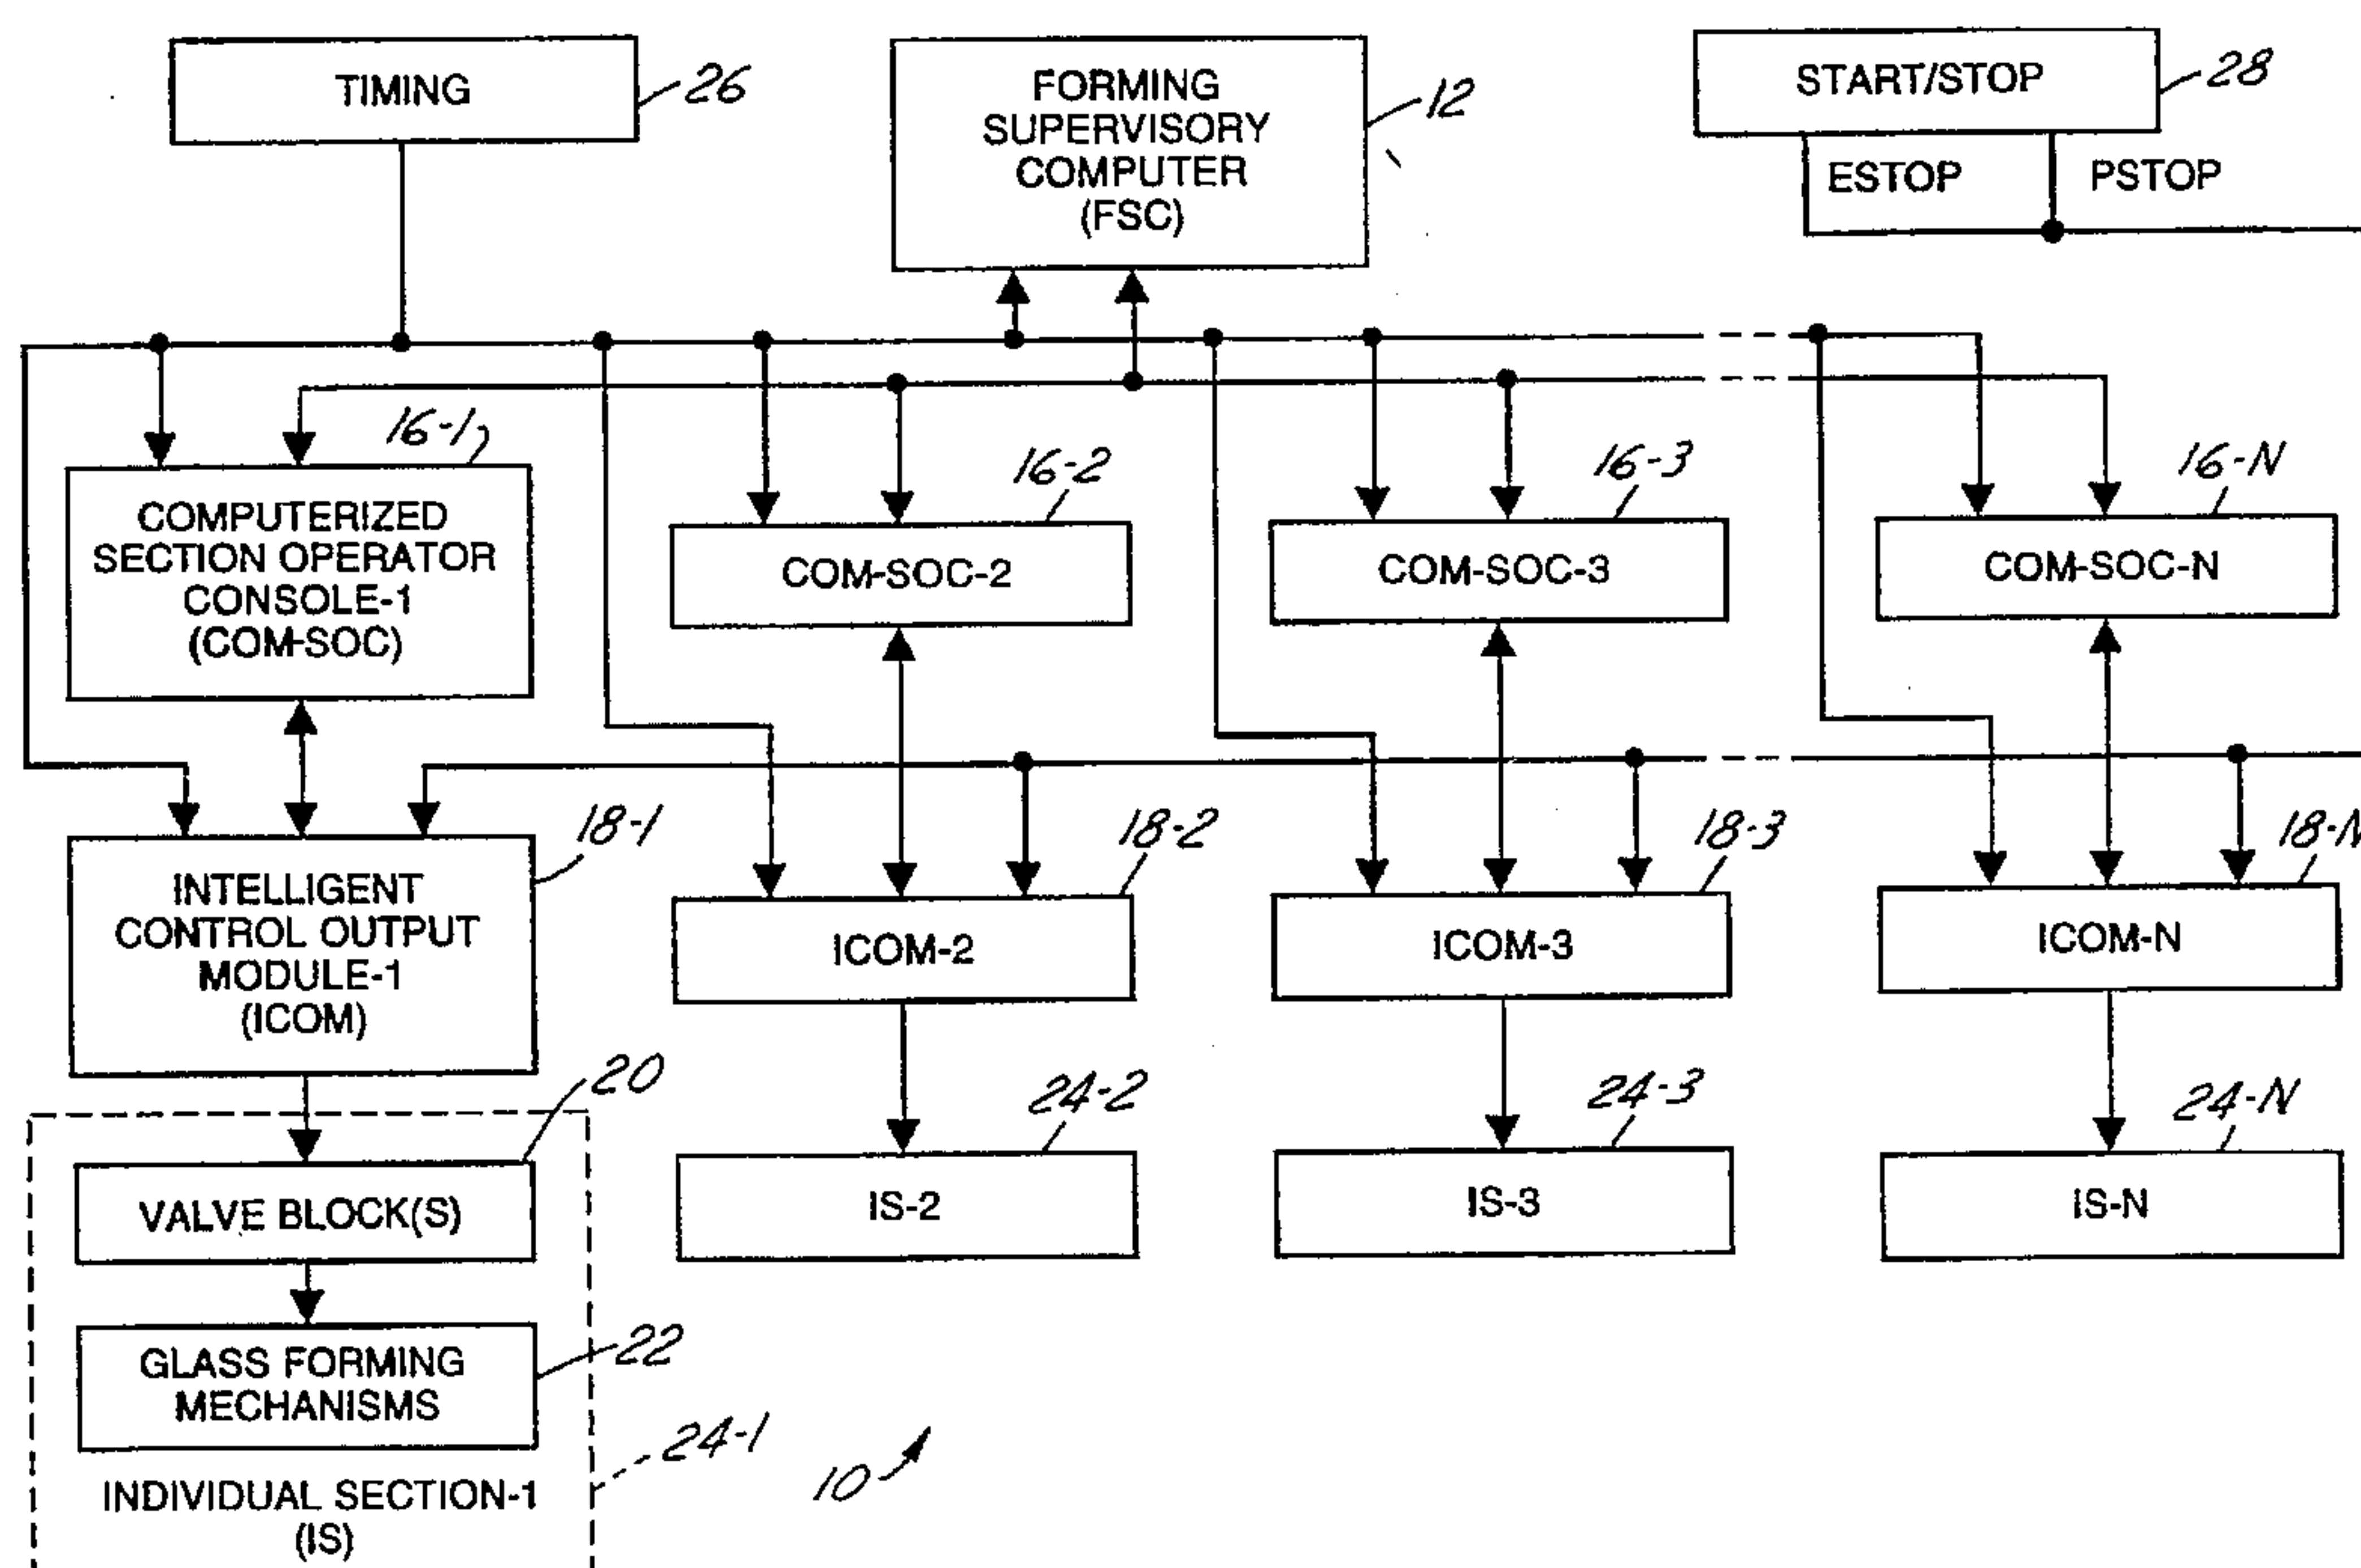 TIMING
26
FORMING
SUPERVISORY
COMPUTER
(FSC)
12
START/STOP
28
ESTOP
PSTOP
16-1
COMPUTERIZED
SECTION OPERATOR
CONSOLE-1
(COM-SOC)
16-2
COM-SOC-2
16-3
COM-SOC-3
16-N
COM-SOC-N
18-1
INTELLIGENT
CONTROL OUTPUT
MODULE-1
(ICOM)
18-2
ICOM-2
18-3
ICOM-3
18-N
ICOM-N
20
VALVE BLOCK(S)
24-2
IS-2
24-3
IS-3
24-N
IS-N
GLASS FORMING
MECHANISMS
22
24-1
INDIVIDUAL SECTION-1
(IS)
10